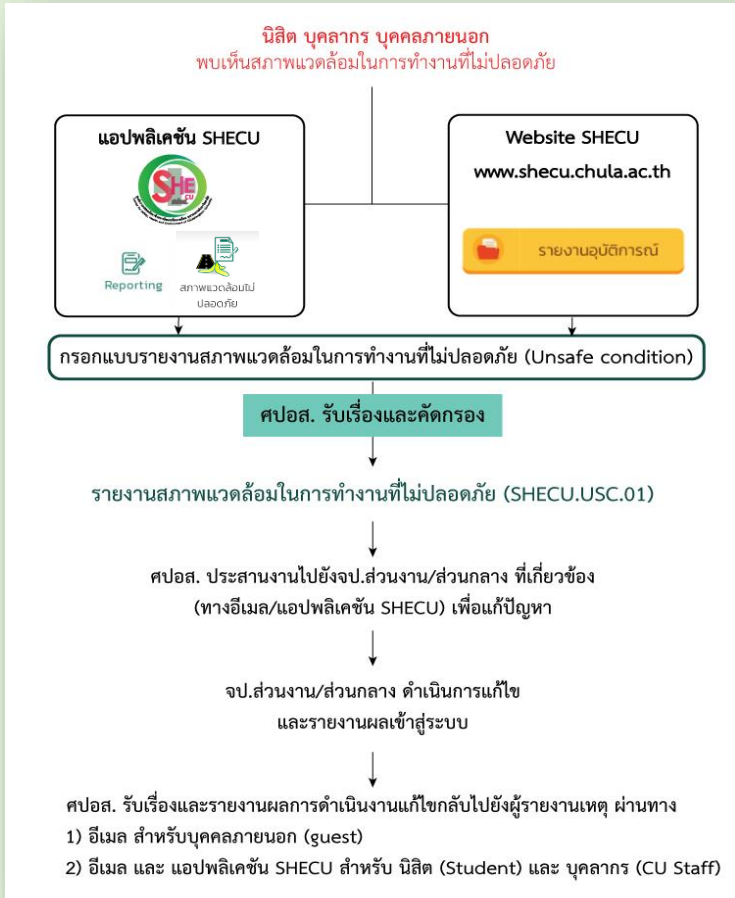 นิสิต บุคลากร บุคคลภายนอก
พบเห็นสภาพแวดล้อมในการทำงานที่ไม่ปลอดภัย
แอปพลิเคชัน SHECU
SHE
CU
Reporting
สภาพแวดล้อมไม่
ปลอดภัย
Website SHECU
www.shecu.chula.ac.th
รายงานอุบัติการณ์
กรอกแบบรายงานสภาพแวดล้อมในการทำงานที่ไม่ปลอดภัย (Unsafe condition)
ศปอส. รับเรื่องและคัดกรอง
รายงานสภาพแวดล้อมในการทำงานที่ไม่ปลอดภัย (SHECU.USC.01)
ศปอส. ประสานงานไปยังจป.ส่วนงาน/ส่วนกลาง ที่เกี่ยวข้อง
(ทางอีเมล/แอปพลิเคชัน SHECU) เพื่อแก้ปัญหา
จป.ส่วนงาน/ส่วนกลาง ดำเนินการแก้ไข
และรายงานผลเข้าสู่ระบบ
ศปอส. รับเรื่องและรายงานผลการดำเนินงานแก้ไขกลับไปยังผู้รายงานเหตุ ผ่านทาง
1) อีเมล สำหรับบุคคลภายนอก (guest)
2) อีเมล และ แอปพลิเคชัน SHECU สำหรับ นิสิต (Student) และ บุคลากร (CU Staff)